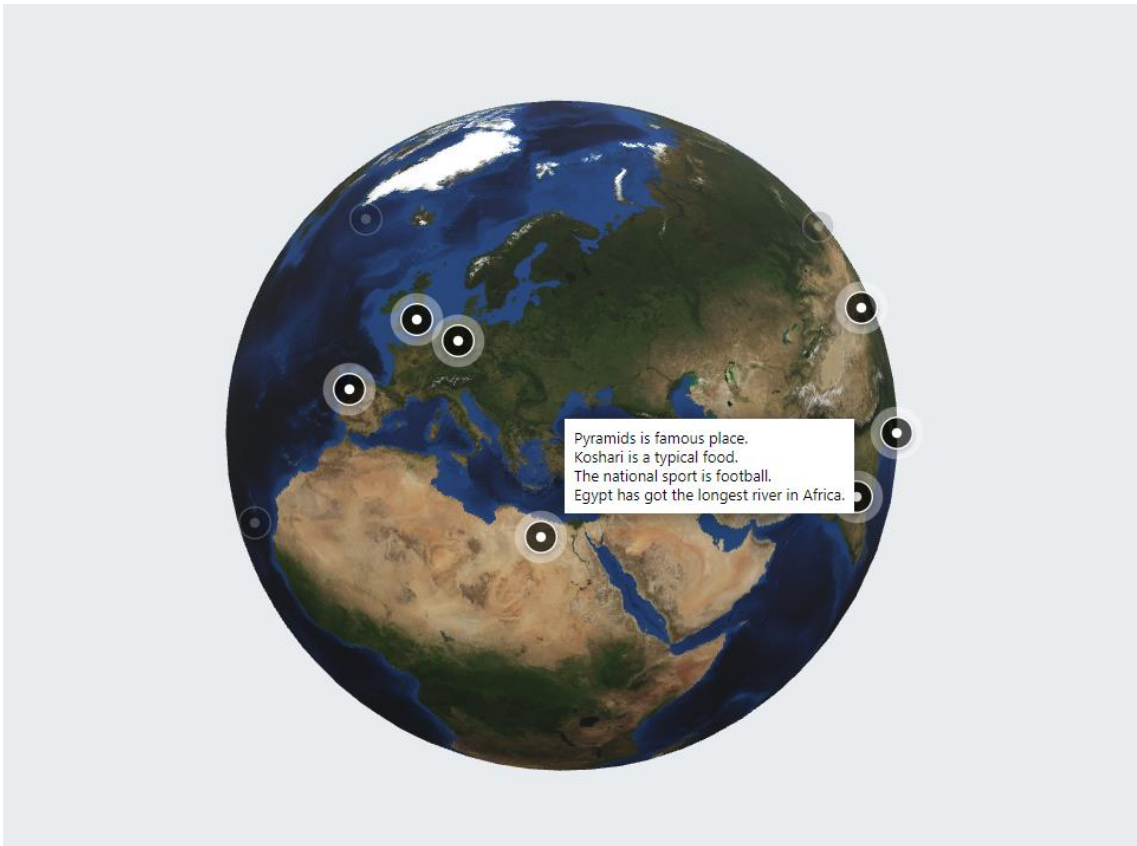 Pyramids is famous place.
Koshari is a typical food.
The national sport is football.
Egypt has got the longest river in Africa.